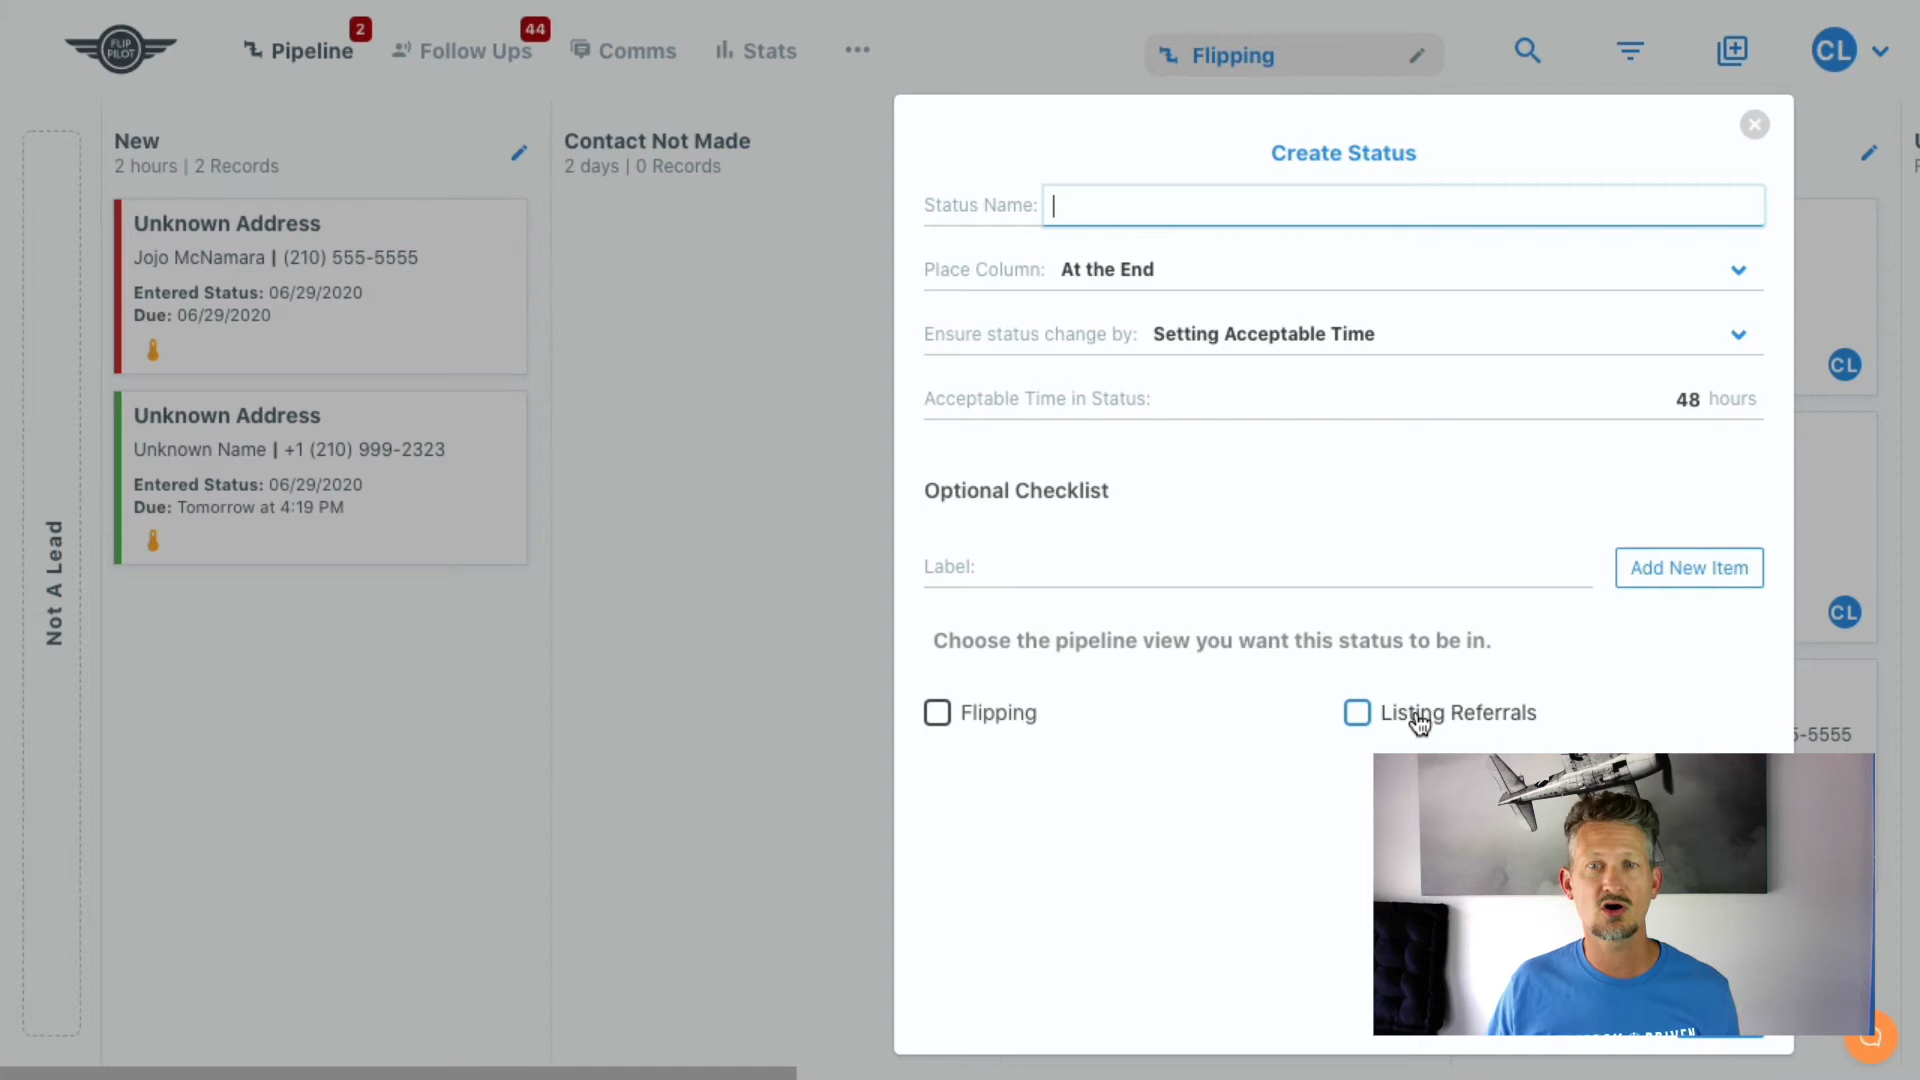 FLIP
PILOT
Pipeline
2
Follow Ups
44
Comms
Stats
Flipping
CL
Not A Lead
New
2 hours | 2 Records
Unknown Address
Jojo McNamara | (210) 555-5555
Entered Status: 06/29/2020
Due: 06/29/2020
Unknown Address
Unknown Name | +1 (210) 999-2323
Entered Status: 06/29/2020
Due: Tomorrow at 4:19 PM
Contact Not Made
2 days | 0 Records
Create Status
Status Name:
Place Column: At the End
Ensure status change by: Setting Acceptable Time
Acceptable Time in Status: 48 hours
Optional Checklist
Label:
Add New Item
Choose the pipeline view you want this status to be in.
Flipping
Listing Referrals
CL
CL
5-5555
DRIVEN